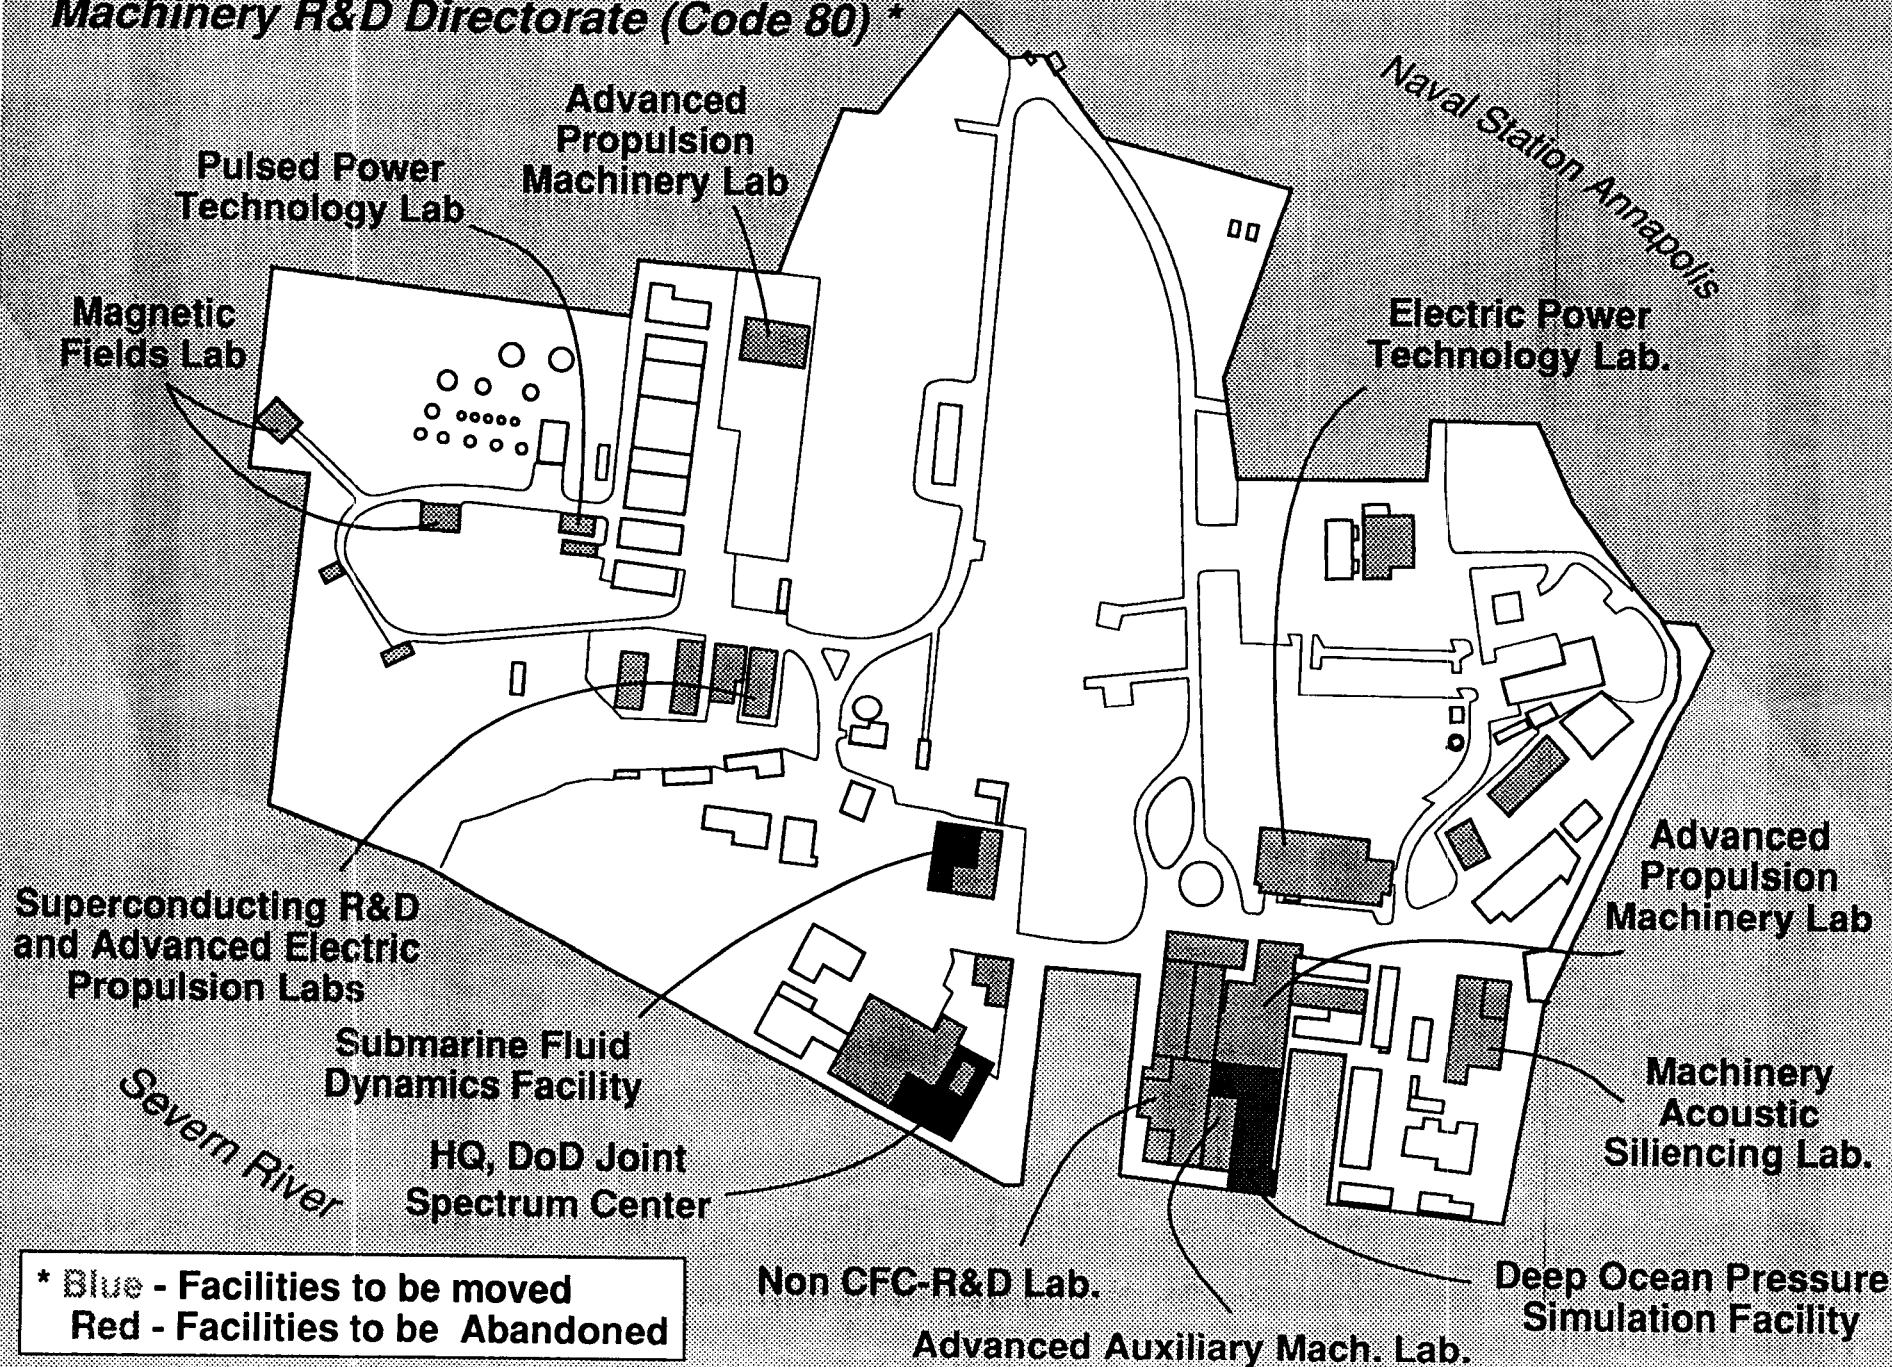 Machinery R&D Directorate (Code 80) *
Naval Station Annapolis
Advanced
Propulsion
Machinery Lab
Pulsed Power
Technology Lab
Magnetic
Fields Lab
Electric Power
Technology Lab.
Superconducting R&D
and Advanced Electric
Propulsion Labs
Advanced
Propulsion
Machinery Lab
Submarine Fluid
Dynamics Facility
Machinery
Acoustic
Siliencing Lab.
Severn River
HQ, DoD Joint
Spectrum Center
Non CFC-R&D Lab.
Deep Ocean Pressure
Simulation Facility
Advanced Auxiliary Mach. Lab.
* Blue - Facilities to be moved
Red - Facilities to be Abandoned